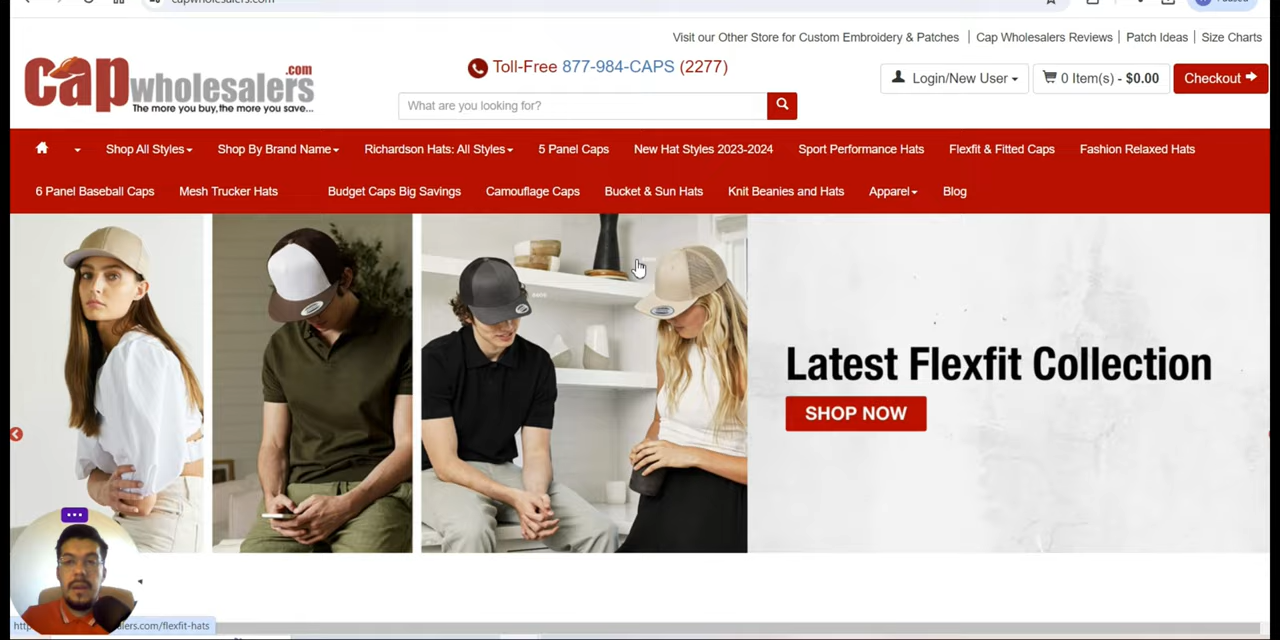 capwholesalers.com
Paused
Visit our Other Store for Custom Embroidery & Patches | Cap Wholesalers Reviews | Patch Ideas | Size Charts
cap wholesalers .com
The more you buy, the more you save...
Toll-Free 877-984-CAPS (2277)
Login/New User
0 Item(s) - $0.00
Checkout
What are you looking for?
Shop All Styles Shop By Brand Name Richardson Hats: All Styles 5 Panel Caps New Hat Styles 2023-2024 Sport Performance Hats Flexfit & Fitted Caps Fashion Relaxed Hats
6 Panel Baseball Caps Mesh Trucker Hats Budget Caps Big Savings Camouflage Caps Bucket & Sun Hats Knit Beanies and Hats Apparel Blog
Latest Flexfit Collection
SHOP NOW
lers.com/flexfit-hats